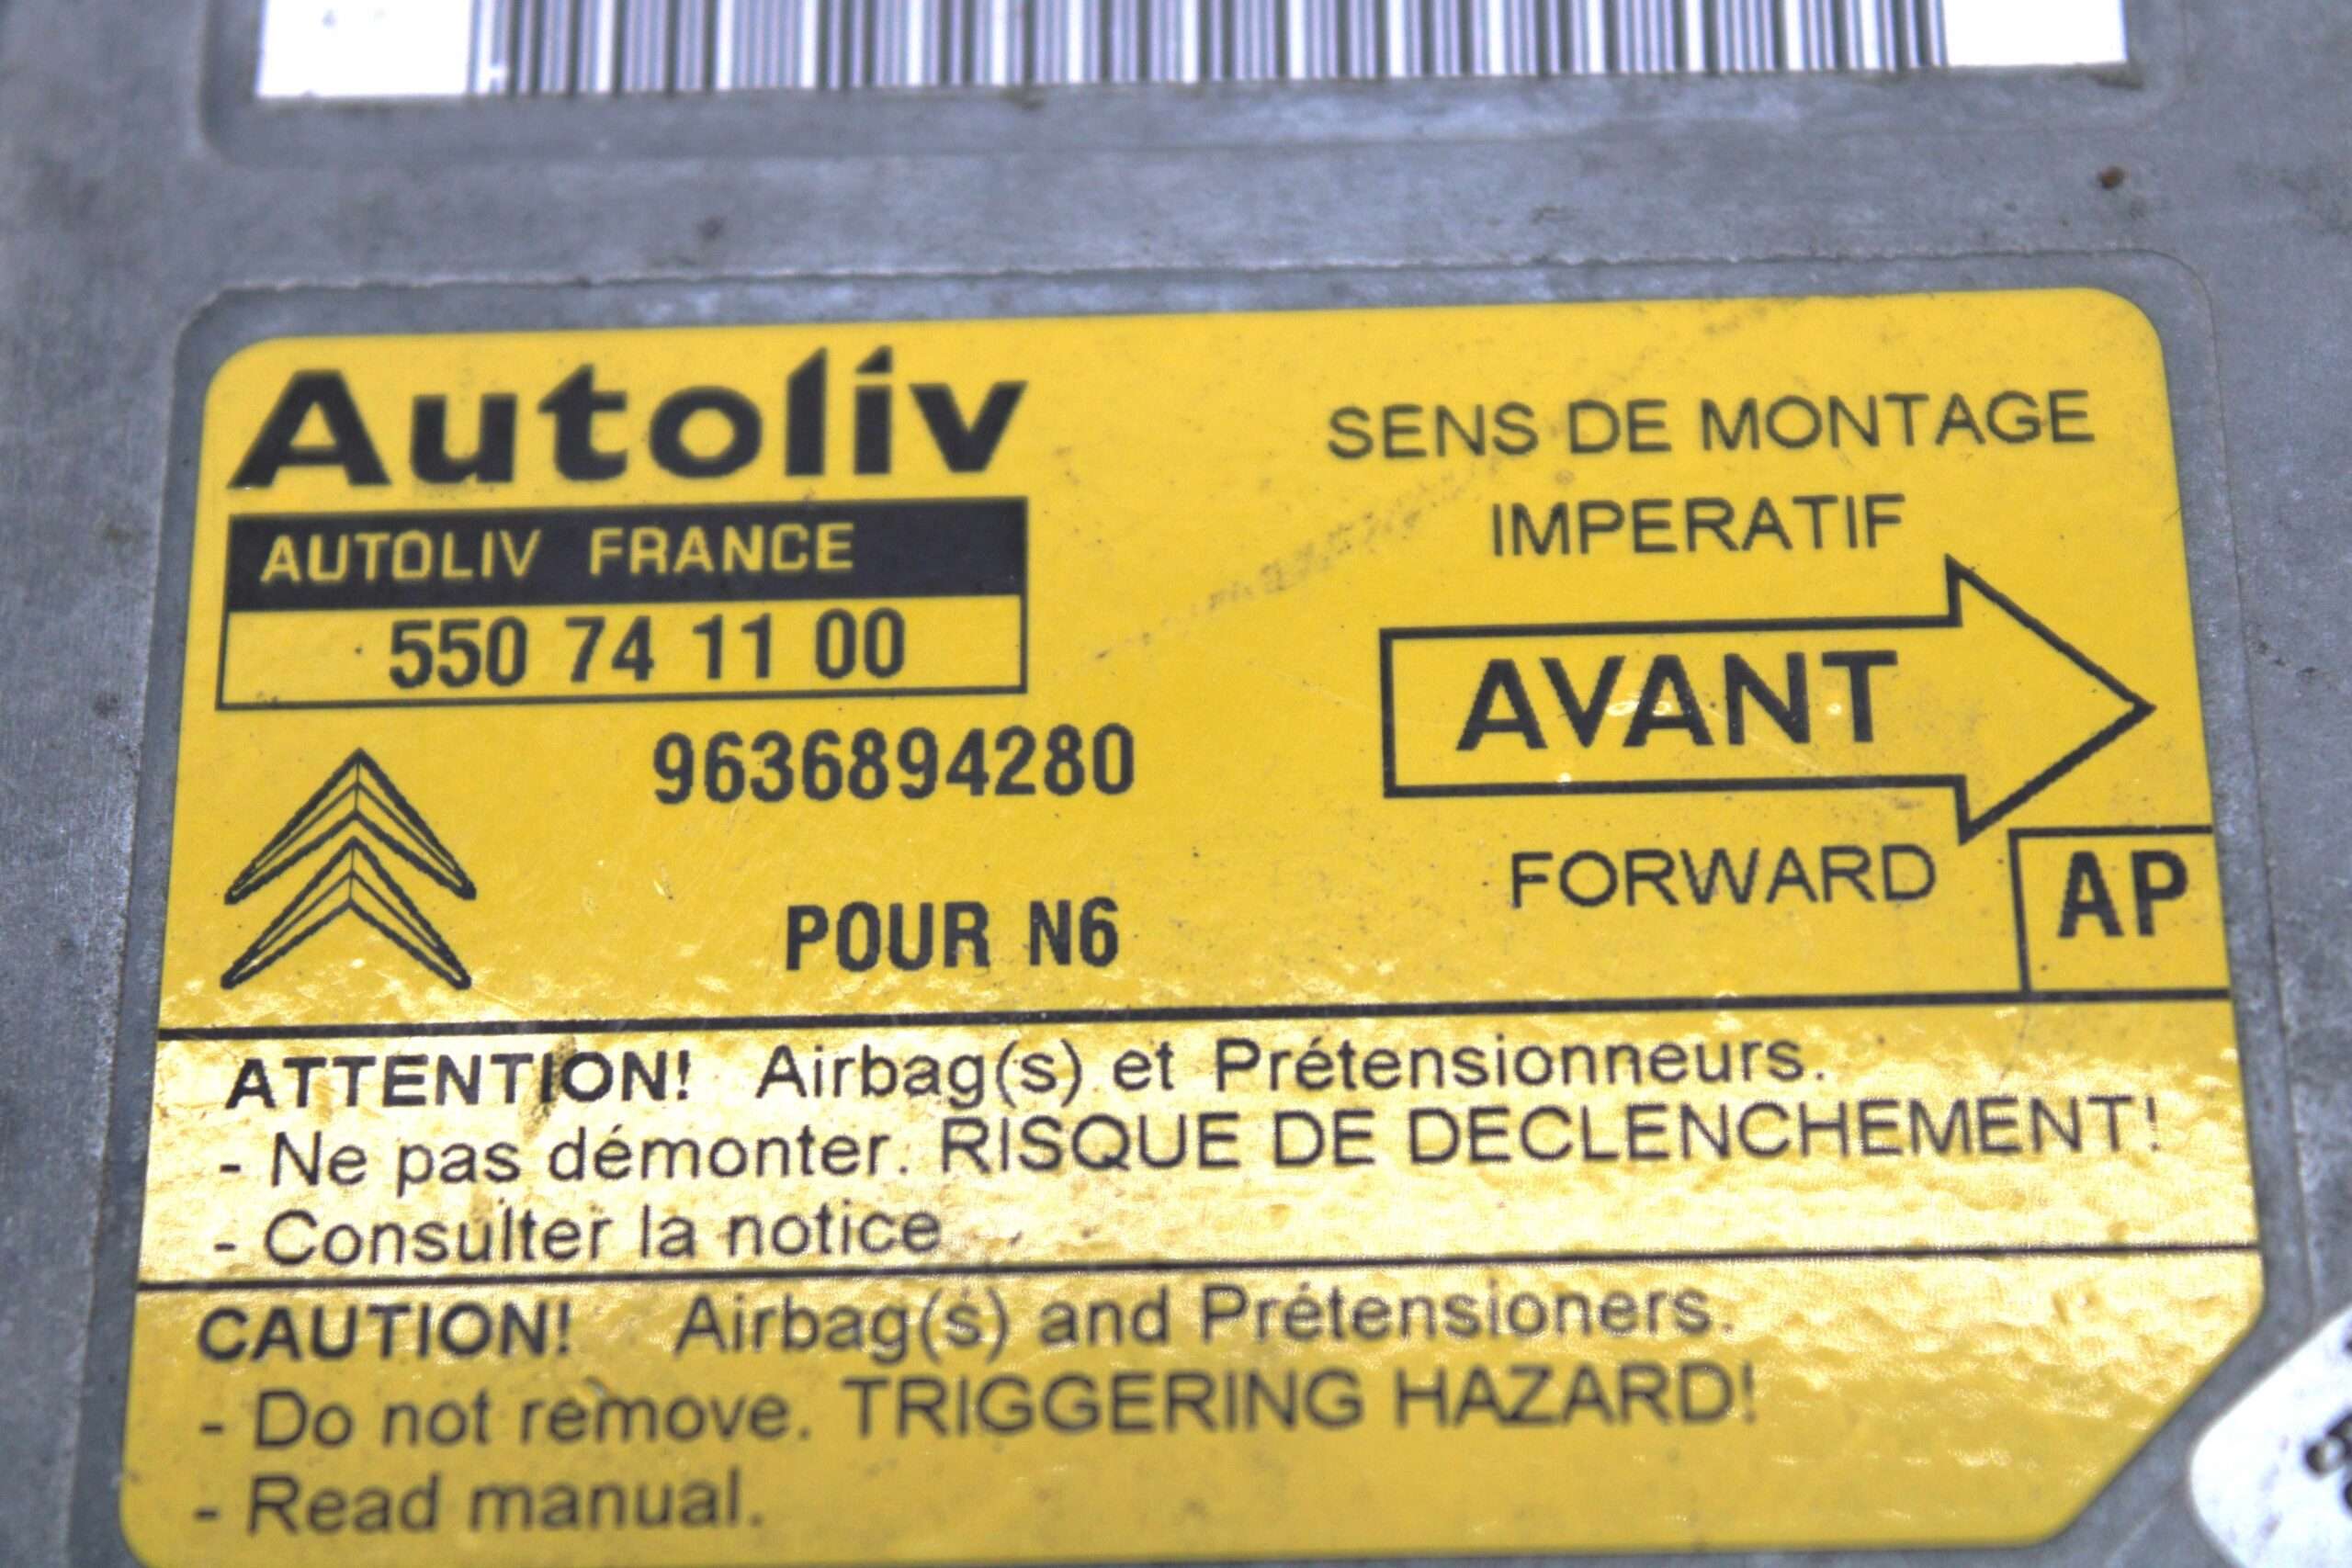 Autoliv
AUTOLIV FRANCE
550 74 11 00
9636894280
POUR N6
SENS DE MONTAGE
IMPERATIF
AVANT
FORWARD
AP
ATTENTION! Airbag(s) et Prétensionneurs.
- Ne pas démonter. RISQUE DE DECLENCHEMENT!
- Consulter la notice
CAUTION! Airbag(s) and Prétensioners.
- Do not remove. TRIGGERING HAZARD!
- Read manual.